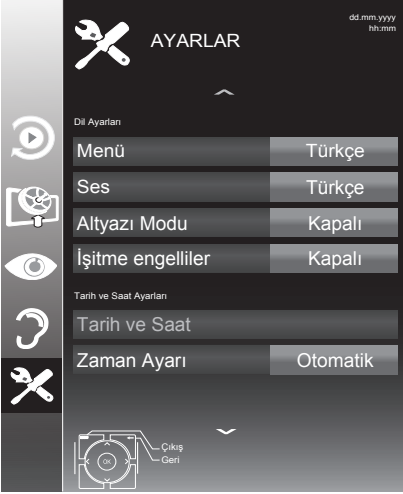 AYARLAR
dd.mm.yyyy
hh:mm
Dil Ayarları
Menü Türkçe
Ses Türkçe
Altyazı Modu Kapalı
İşitme engelliler Kapalı
Tarih ve Saat Ayarları
Tarih ve Saat
Zaman Ayarı Otomatik
Çıkış
Geri
OK